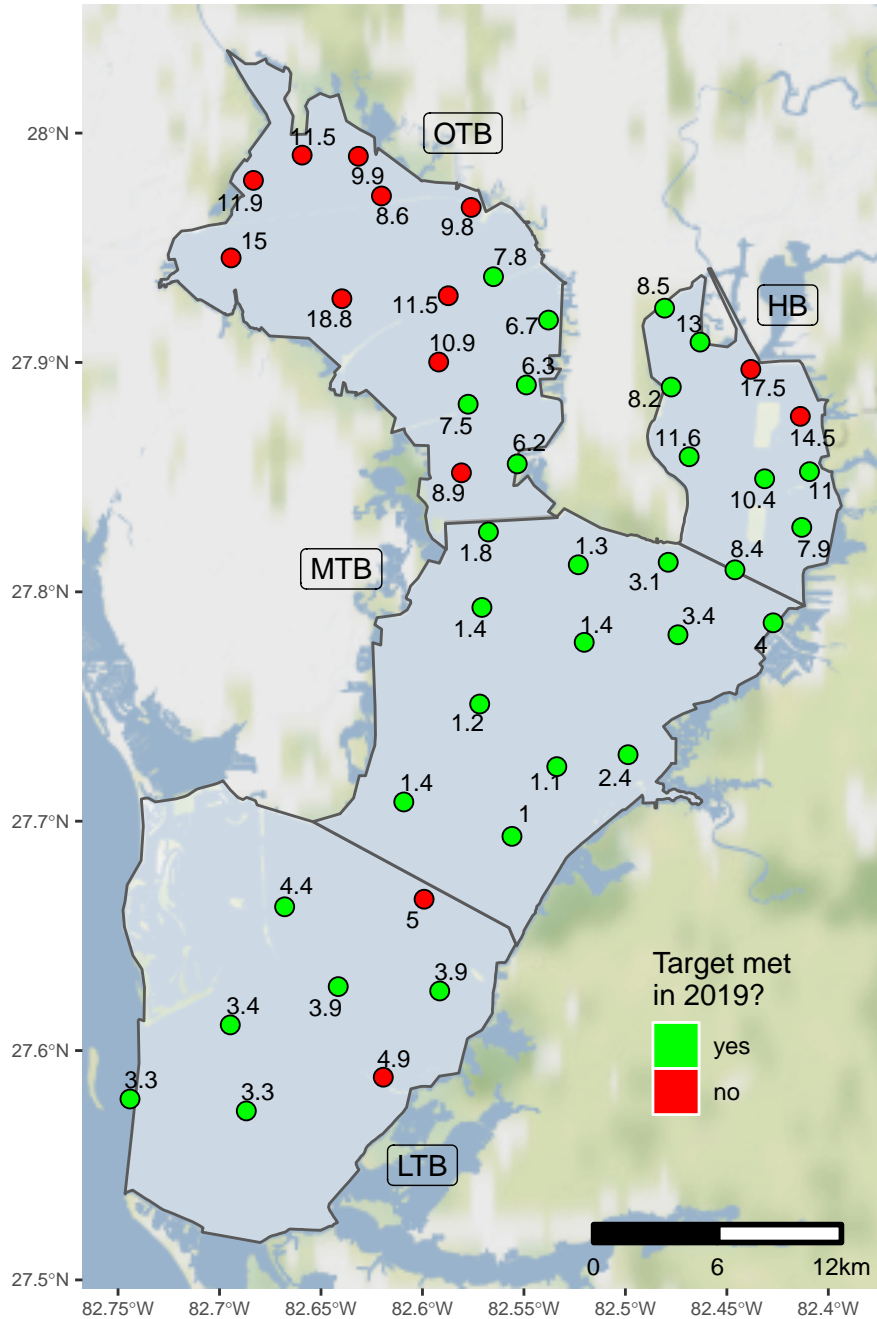 28°N
27.9°N
27.8°N
27.7°N
27.6°N
27.5°N
OTB
11.5
9.9
11.9
8.6
9.8
15
7.8
18.8
11.5
6.7
10.9
6.3
7.5
6.2
8.9
HB
8.5
13
17.5
8.2
14.5
11.6
10.4
11
7.9
8.4
MTB
1.8
1.3
3.1
1.4
1.4
3.4
4
1.2
1.1
2.4
1.4
1
4.4
5
3.9
3.9
3.4
4.9
3.3
3.3
LTB
Target met
in 2019?
yes
no
0 6 12km
82.75°W 82.7°W 82.65°W 82.6°W 82.55°W 82.5°W 82.45°W 82.4°W